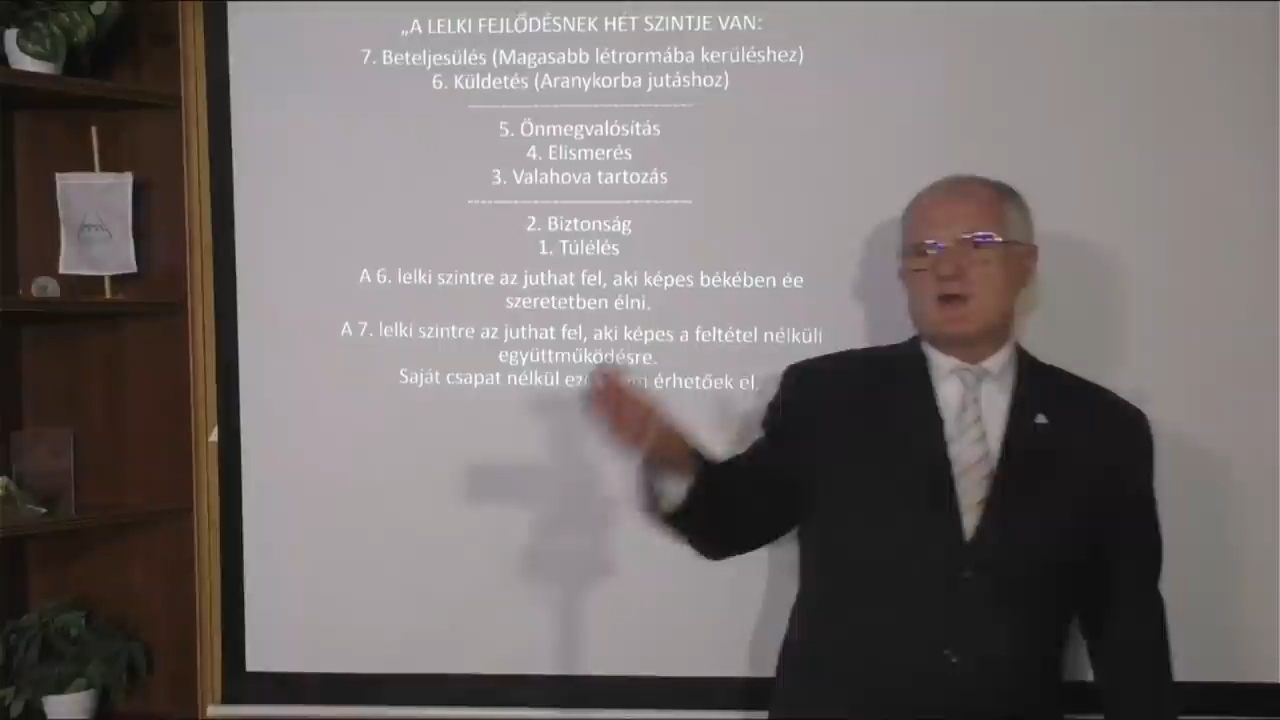 „A LELKI FEJLŐDÉSNEK HÉT SZINTJE VAN:
7. Beteljesülés (Magasabb létrormába kerüléshez)
6. Küldetés (Aranykorba jutáshoz)
5. Önmegvalósítás
4. Elismerés
3. Valahova tartozás
2. Biztonság
1. Túlélés
A 6. lelki szintre az juthat fel, aki képes békében ée
szeretetben élni.
A 7. lelki szintre az juthat fel, aki képes a feltétel nélküli
együttműködésre.
Saját csapat nélkül érhetőek el.